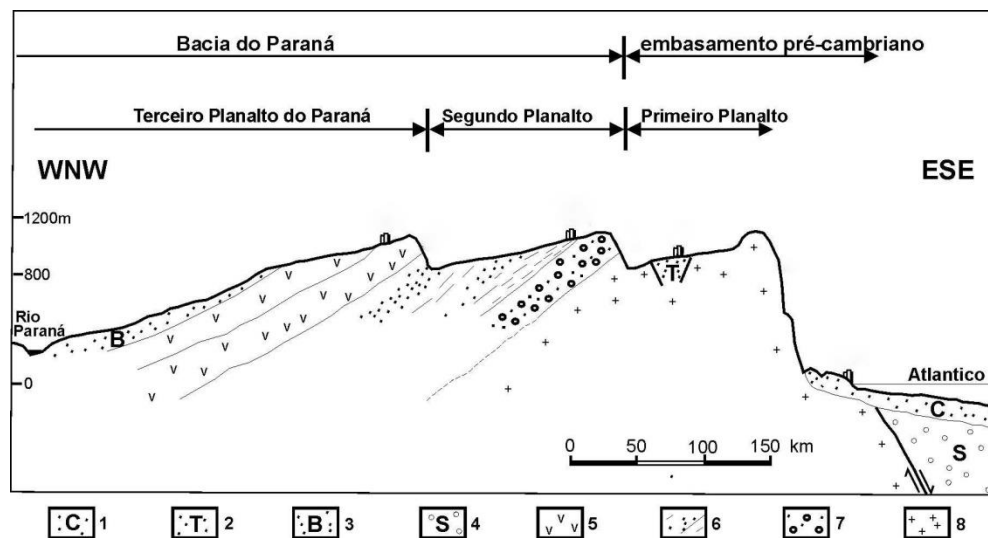 Bacia do Paraná embasamento pré-cambriano
Terceiro Planalto do Paraná Segundo Planalto Primeiro Planalto
WNW ESE
1200m
800
T
Rio
Paraná
B
0
Atlantico
C
0 50 100 150 km
S
C 1 T 2 B 3 S 4 v v v 5 6 7 8